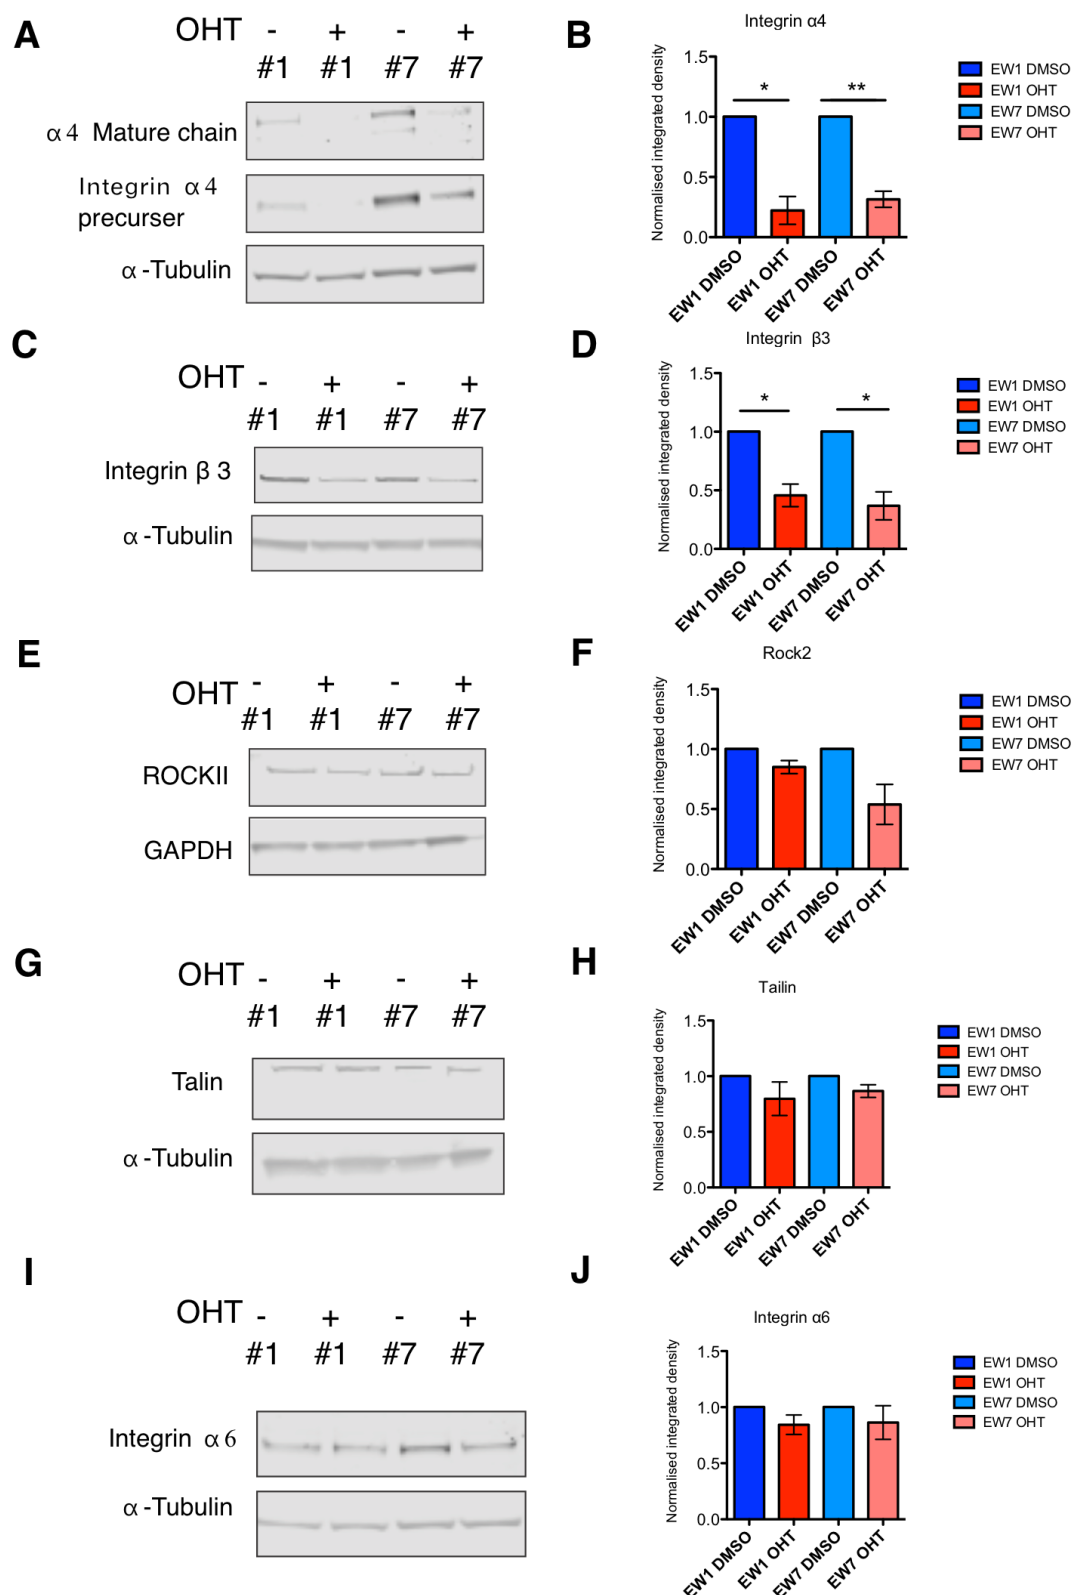 A
OHT - + - +
#1 #1 #7 #7
α4 Mature chain
Integrin α4
precurser
α-Tubulin
B
Integrin α4
Normalised integrated density
1.5
1.0
0.5
0.0
* **
EW1 DMSO
EW1 OHT
EW7 DMSO
EW7 OHT
EW1 DMSO
EW1 OHT
EW7 DMSO
EW7 OHT
C
OHT - + - +
#1 #1 #7 #7
Integrin β 3
α-Tubulin
D
Integrin β3
Normalised integrated density
1.5
1.0
0.5
0.0
* *
EW1 DMSO
EW1 OHT
EW7 DMSO
EW7 OHT
EW1 DMSO
EW1 OHT
EW7 DMSO
EW7 OHT
E
OHT - + - +
#1 #1 #7 #7
ROCKII
GAPDH
F
Rock2
Normalised integrated density
1.5
1.0
0.5
0.0
EW1 DMSO
EW1 OHT
EW7 DMSO
EW7 OHT
EW1 DMSO
EW1 OHT
EW7 DMSO
EW7 OHT
G
OHT - + - +
#1 #1 #7 #7
Talin
α-Tubulin
H
Tailin
Normalised integrated density
1.5
1.0
0.5
0.0
EW1 DMSO
EW1 OHT
EW7 DMSO
EW7 OHT
EW1 DMSO
EW1 OHT
EW7 DMSO
EW7 OHT
I
OHT - + - +
#1 #1 #7 #7
Integrin α6
α-Tubulin
J
Integrin α6
Normalised integrated density
1.5
1.0
0.5
0.0
EW1 DMSO
EW1 OHT
EW7 DMSO
EW7 OHT
EW1 DMSO
EW1 OHT
EW7 DMSO
EW7 OHT